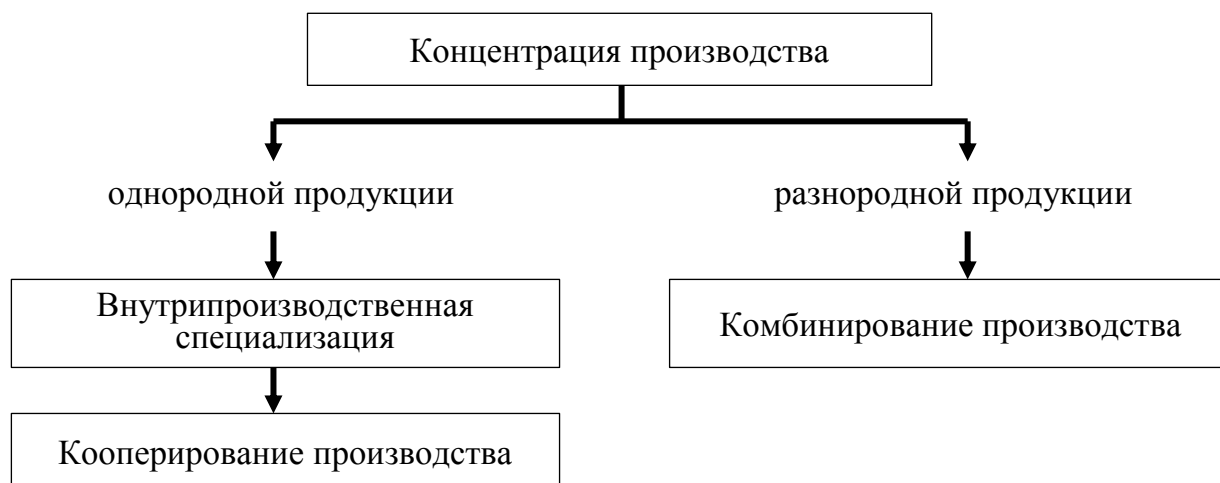 Концентрация производства
однородной продукции
разнородной продукции
Внутрипроизводственная
специализация
Комбинирование производства
Кооперирование производства